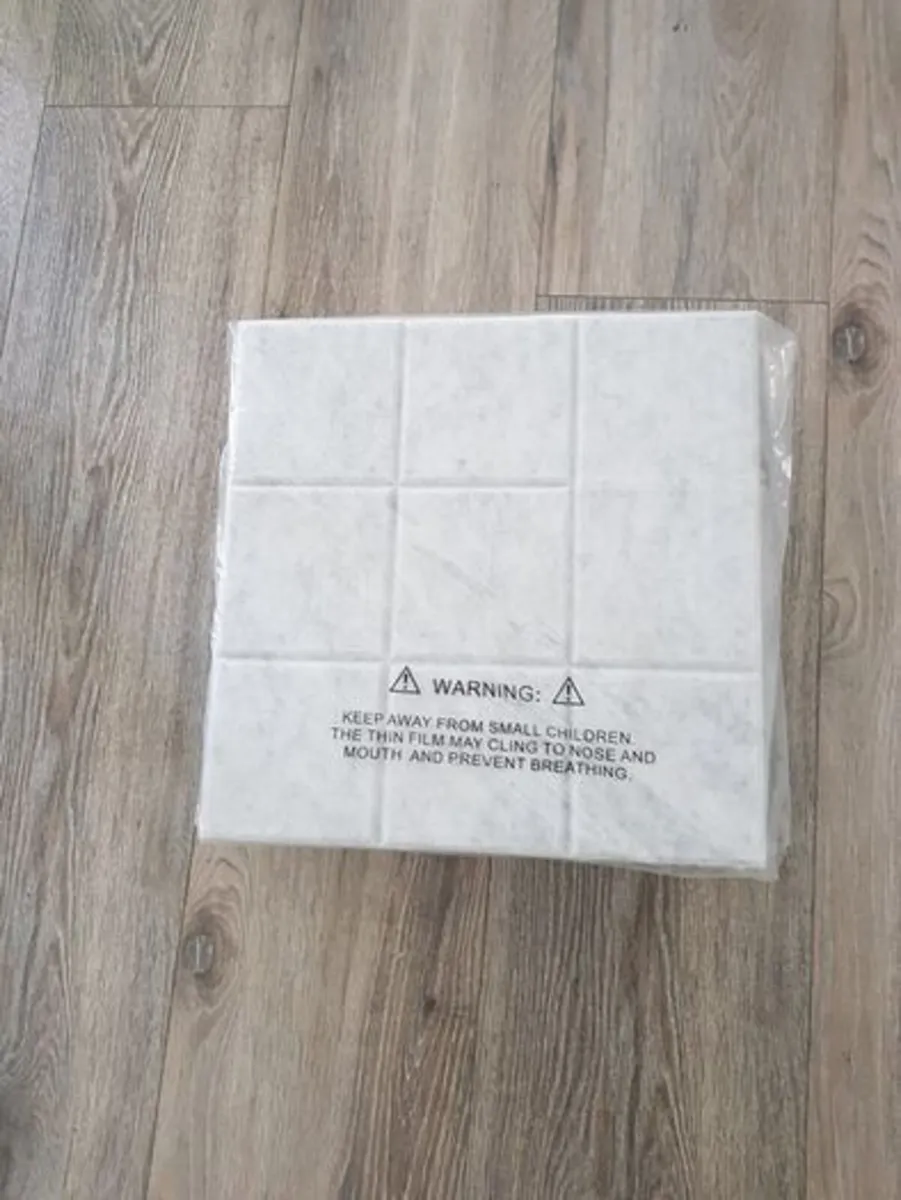 WARNING:
KEEP AWAY FROM SMALL CHILDREN.
THE THIN FILM MAY CLING TO NOSE AND
MOUTH AND PREVENT BREATHING.